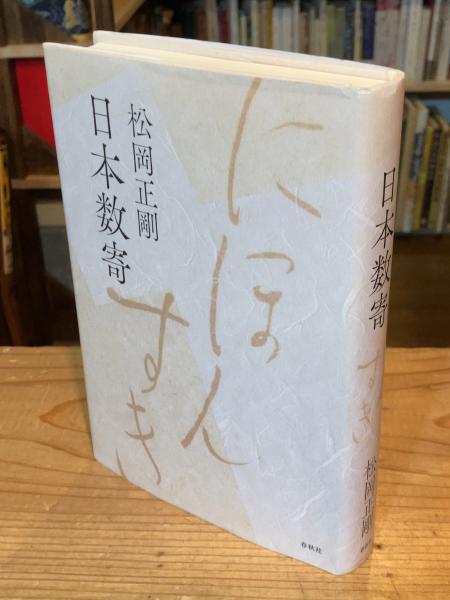 松岡正剛
日本数寄
にほん
すき
春秋社
日本数寄
すき
松岡正剛